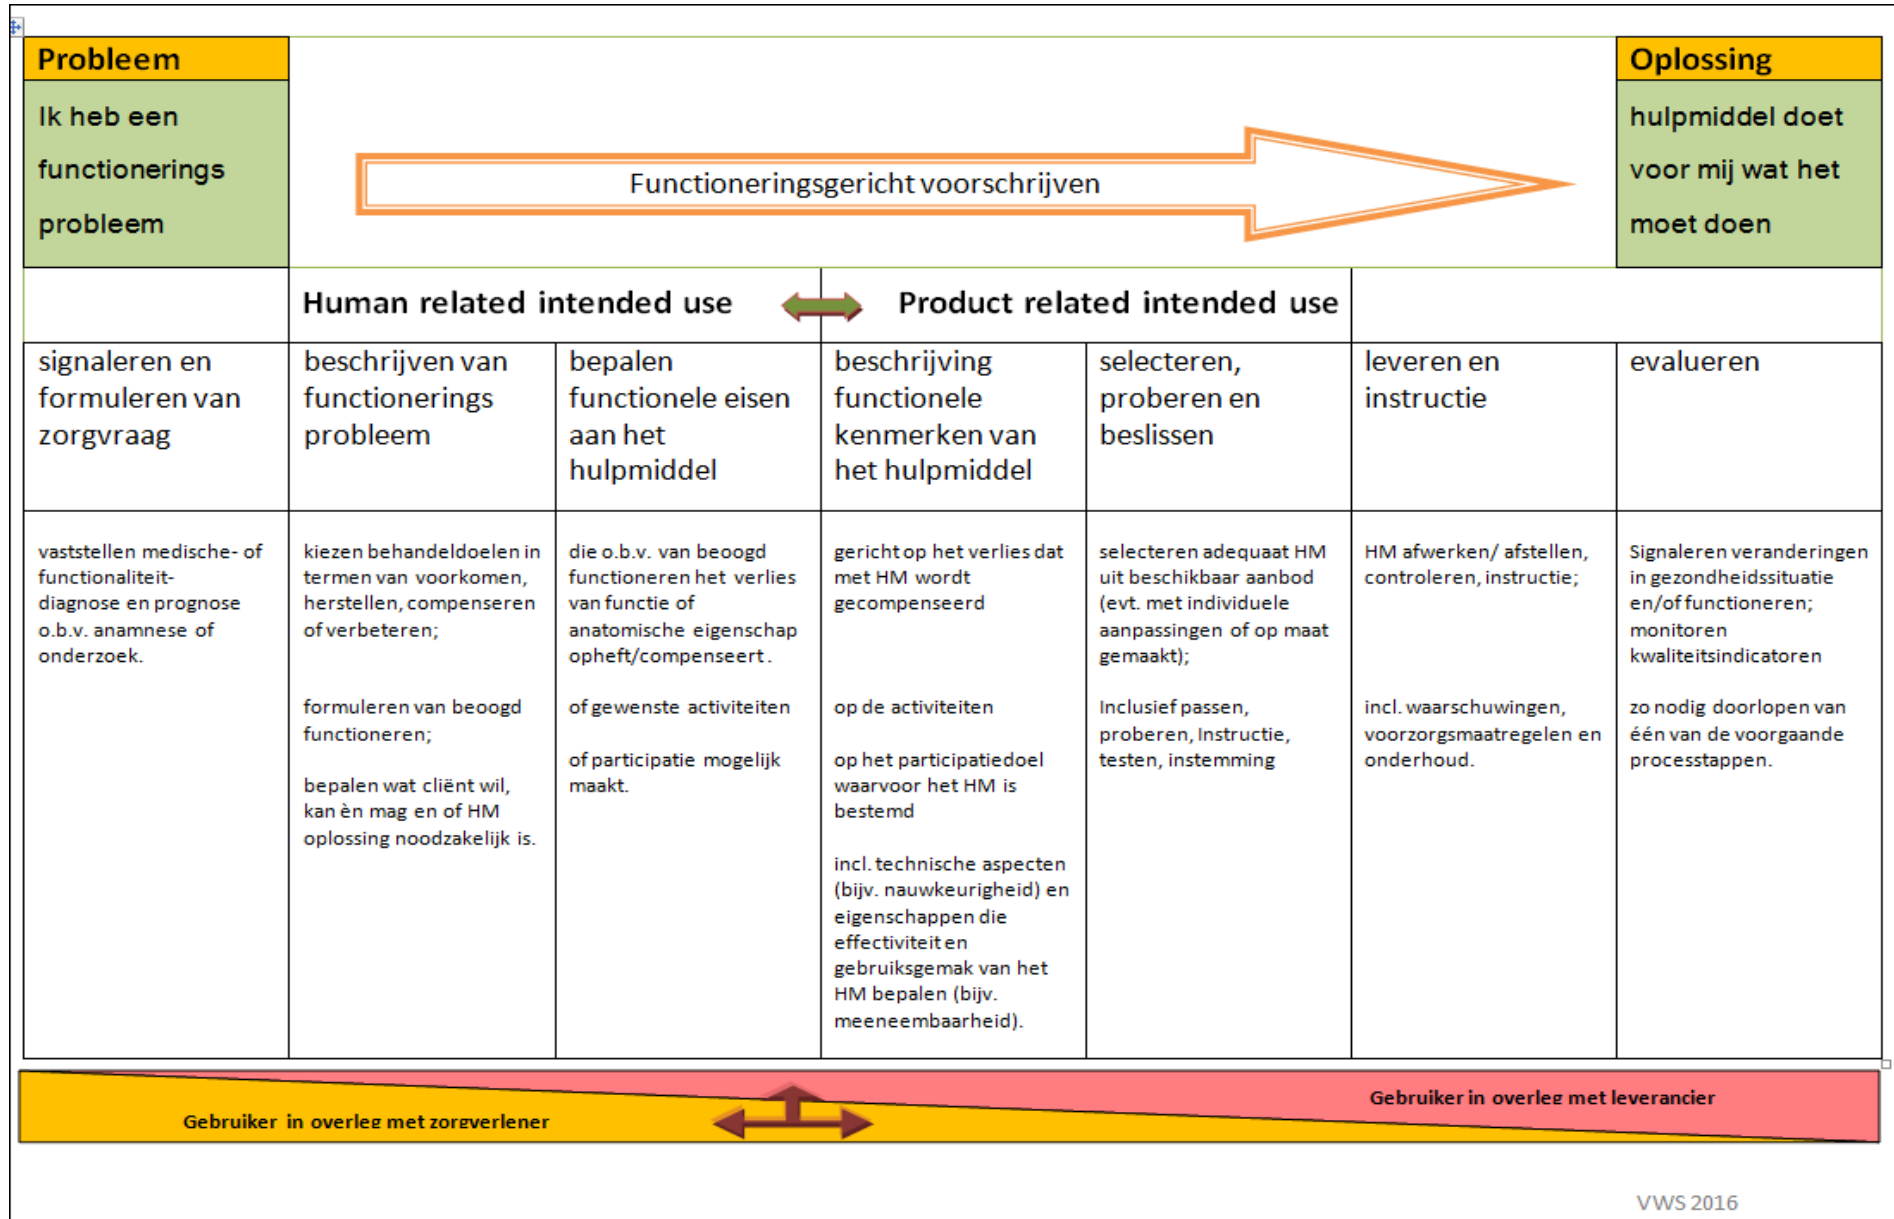 Probleem
Ik heb een
functionerings
probleem
Functioneringsgericht voorschrijven
Oplossing
hulpmiddel doet
voor mij wat het
moet doen
Human related intended use
Product related intended use
signaleren en
formuleren van
zorgvraag
beschrijven van
functionerings
probleem
bepalen
functionele eisen
aan het
hulpmiddel
beschrijving
functionele
kenmerken van
het hulpmiddel
selecteren,
proberen en
beslissen
leveren en
instructie
evalueren
vaststellen medische- of
functionaliteit-
diagnose en prognose
o.b.v. anamnese of
onderzoek.
kiezen behandeldoelen in
termen van voorkomen,
herstellen, compenseren
of verbeteren;
formuleren van beoogd
functioneren;
bepalen wat cliënt wil,
kan èn mag en of HM
oplossing noodzakelijk is.
die o.b.v. van beoogd
functioneren het verlies
van functie of
anatomische eigenschap
opheft/compenseert.
of gewenste activiteiten
of participatie mogelijk
maakt.
gericht op het verlies dat
met HM wordt
gecompenseerd
op de activiteiten
op het participatiedoel
waarvoor het HM is
bestemd
incl. technische aspecten
(bijv. nauwkeurigheid) en
eigenschappen die
effectiviteit en
gebruiksgemak van het
HM bepalen (bijv.
meeneembaarheid).
selecteren adequaat HM
uit beschikbaar aanbod
(evt. met individuele
aanpassingen of op maat
gemaakt);
Inclusief passen,
proberen, Instructie,
testen, instemming
HM afwerken/ afstellen,
controleren, instructie;
incl. waarschuwingen,
voorzorgsmaatregelen en
onderhoud.
Signaleren veranderingen
in gezondheidssituatie
en/of functioneren;
monitoren
kwaliteitsindicatoren
zo nodig doorlopen van
één van de voorgaande
processtappen.
Gebruiker in overleg met zorgverlener
Gebruiker in overleg met leverancier
VWS 2016